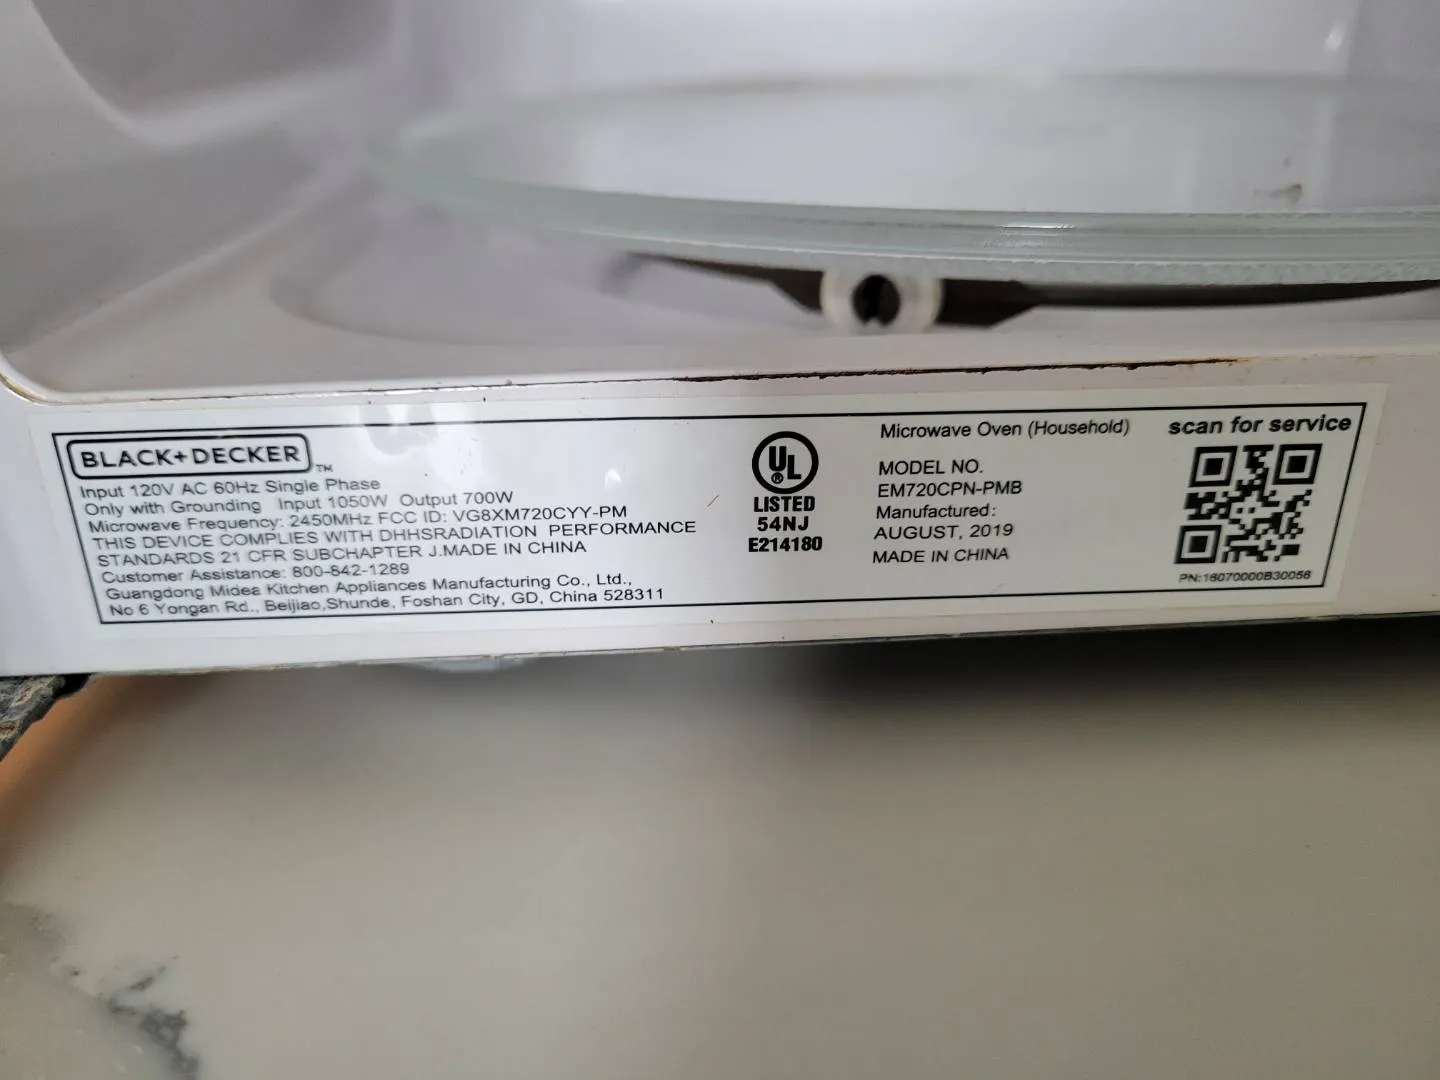 BLACK+DECKER™
Input 120V AC 60Hz Single Phase
Only with Grounding Input 1050W Output 700W
Microwave Frequency: 2450MHz FCC ID: VG8XM720CYY-PM
THIS DEVICE COMPLIES WITH DHHSRADIATION PERFORMANCE
STANDARDS 21 CFR SUBCHAPTER J.MADE IN CHINA
Customer Assistance: 800-842-1289
Guangdong Midea Kitchen Appliances Manufacturing Co., Ltd.,
No 6 Yongan Rd., Beijiao,Shunde, Foshan City, GD, China 528311
UL
®
LISTED
54NJ
E214180
Microwave Oven (Household)
MODEL NO.
EM720CPN-PMB
Manufactured:
AUGUST, 2019
MADE IN CHINA
scan for service
PN:16070000B30056